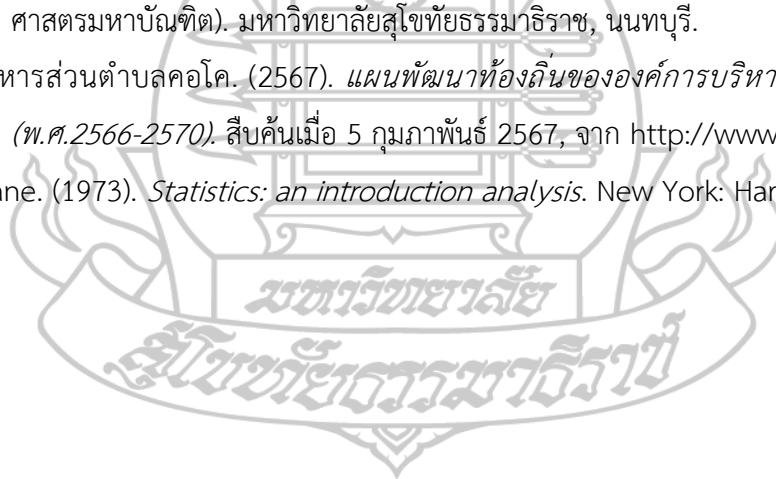 ศาสตรมหาบัณฑิต). มหาวิทยาลัยสุโขทัยธรรมาธิราช, นนทบุรี.
หารส่วนตำบลคอโค. (2567). แผนพัฒนาท้องถิ่นขององค์การบริหา
(พ.ศ.2566-2570). สืบค้นเมื่อ 5 กุมภาพันธ์ 2567, จาก http://www
ane. (1973). Statistics: an introduction analysis. New York: Har
มหาวิทยาลัย
สุโขทัยธรรมาธิราช